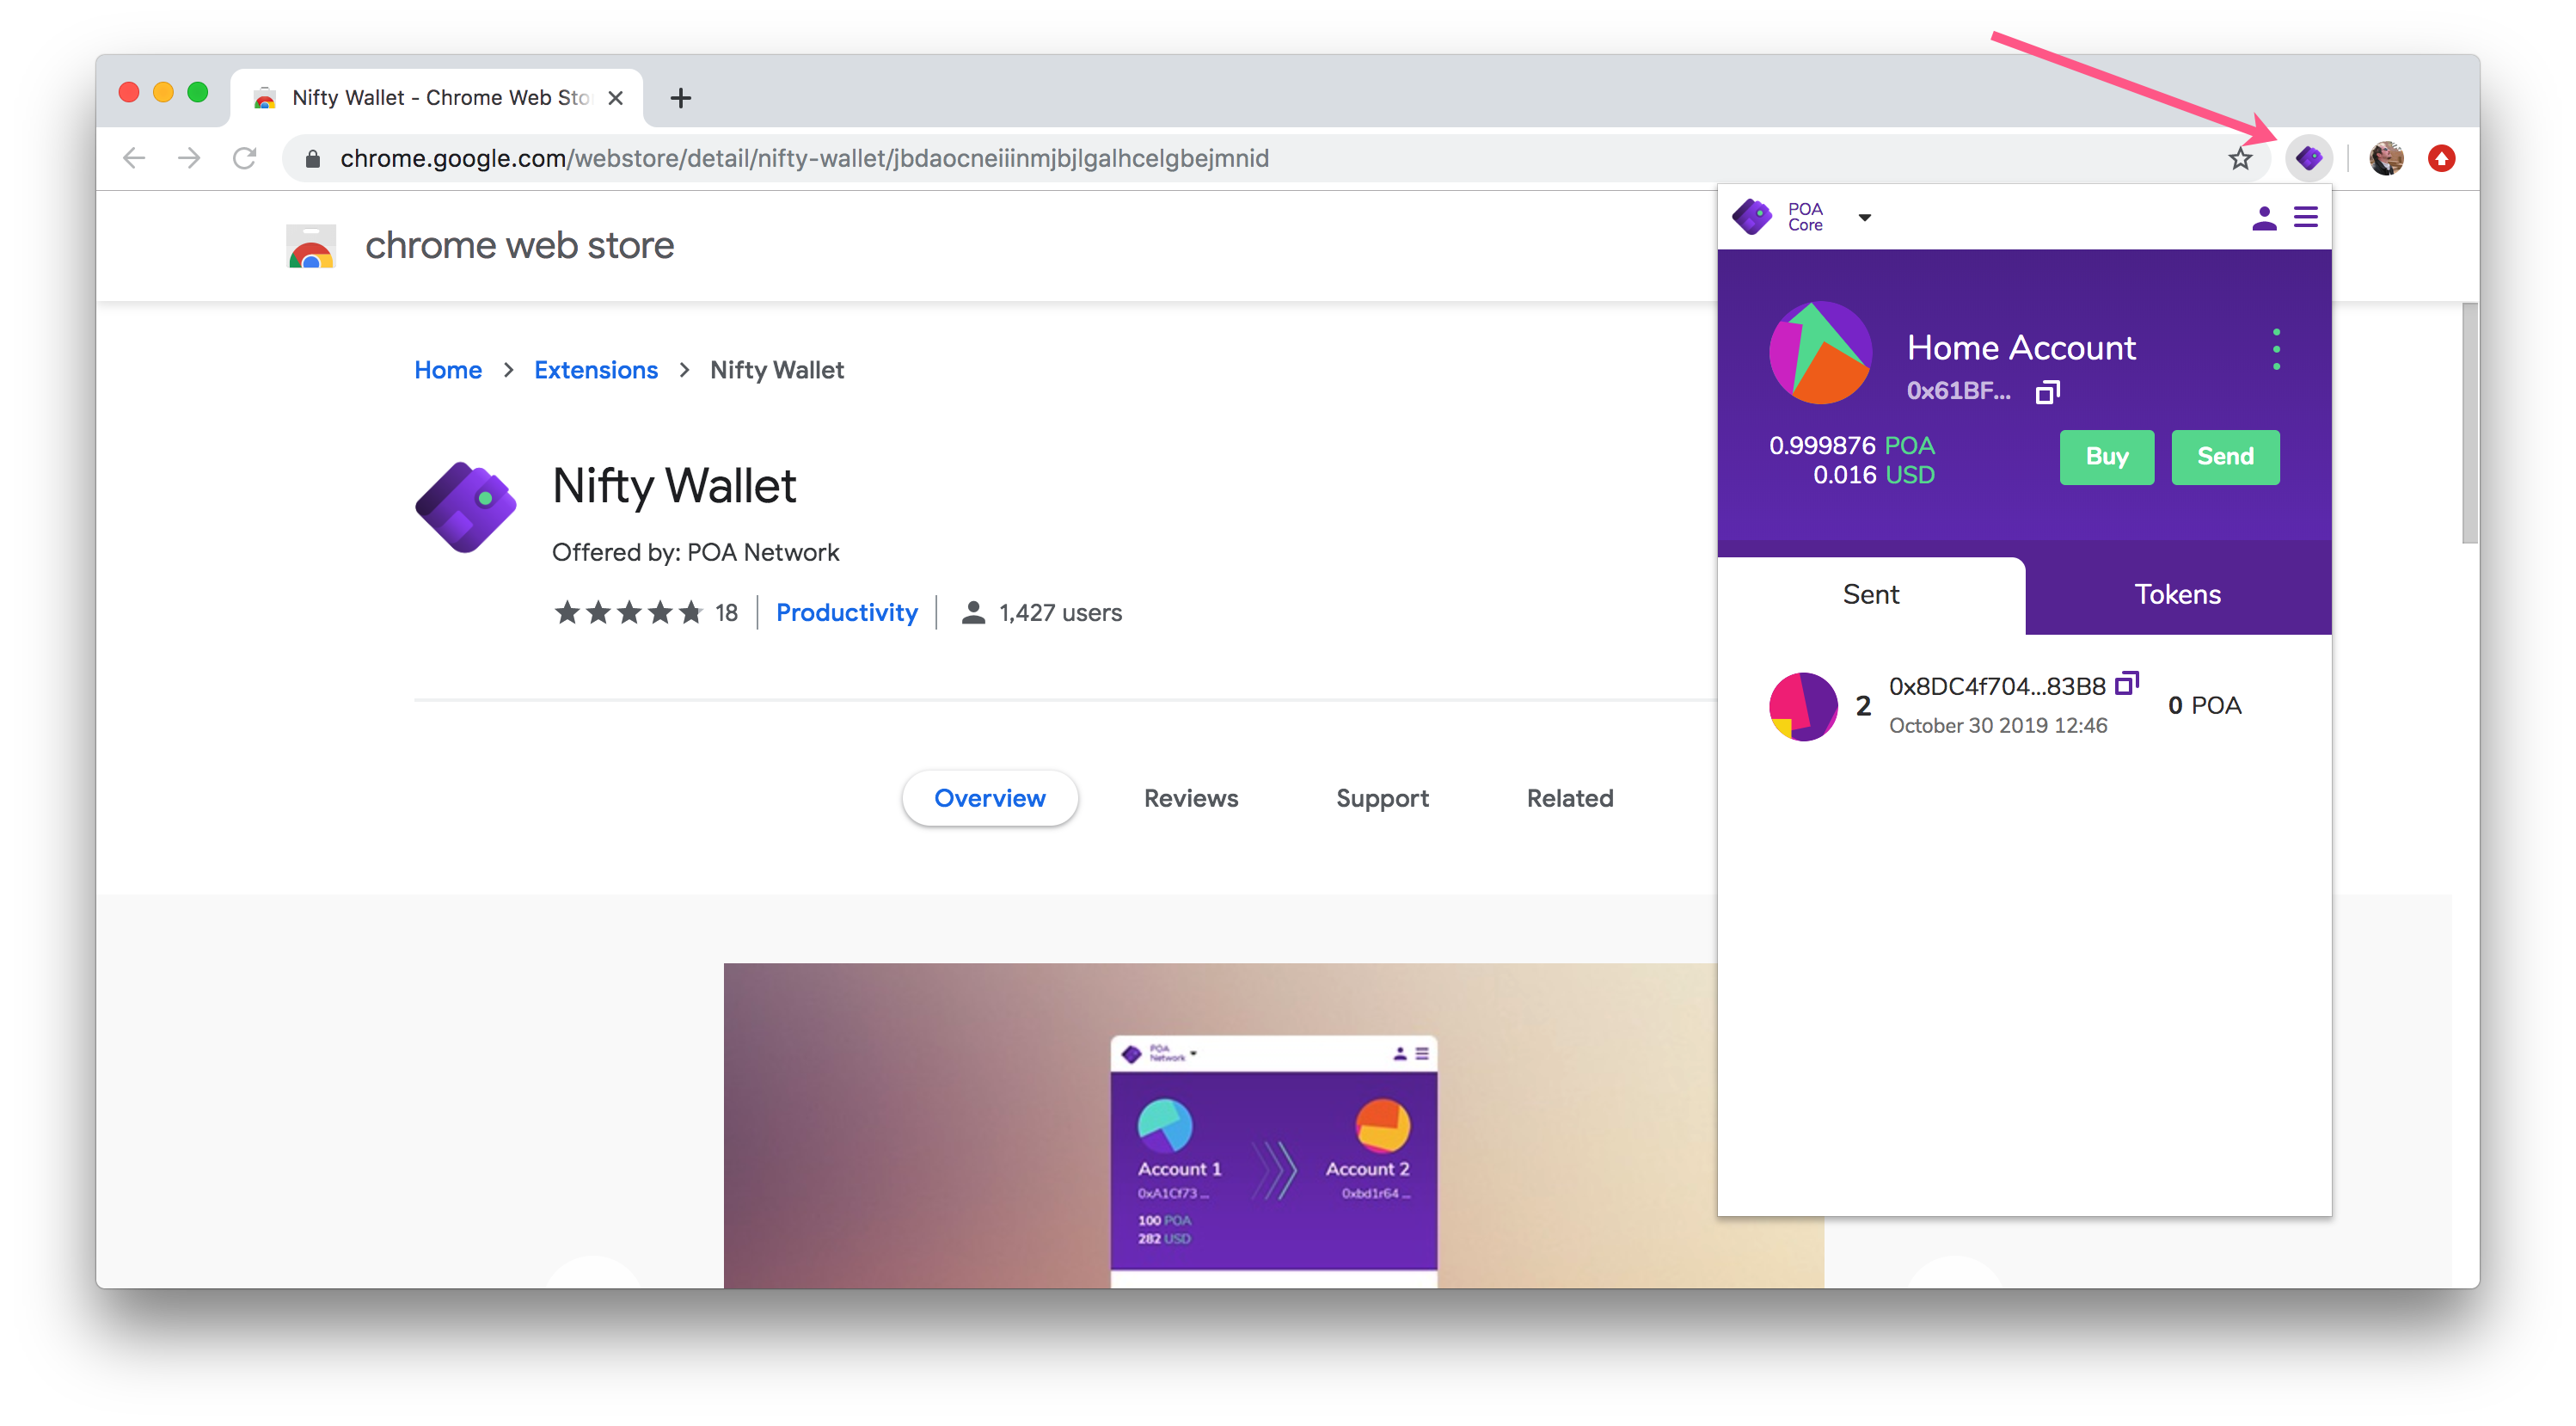 Nifty Wallet - Chrome Web Sto
chrome.google.com/webstore/detail/nifty-wallet/jbdaocneiiinmjbjlgalhcelgbejmnid
chrome web store
Home > Extensions > Nifty Wallet
Nifty Wallet
Offered by: POA Network
18 | Productivity | 1,427 users
Overview Reviews Support Related
POA
Network
Account 1 Account 2
0xA1Cf73 ... 0xbd1r64 ...
100 POA
282 USD
POA
Core
Home Account
0x61BF...
0.999876 POA
0.016 USD
Buy Send
Sent Tokens
2 0x8DC4f704...83B8 0 POA
October 30 2019 12:46